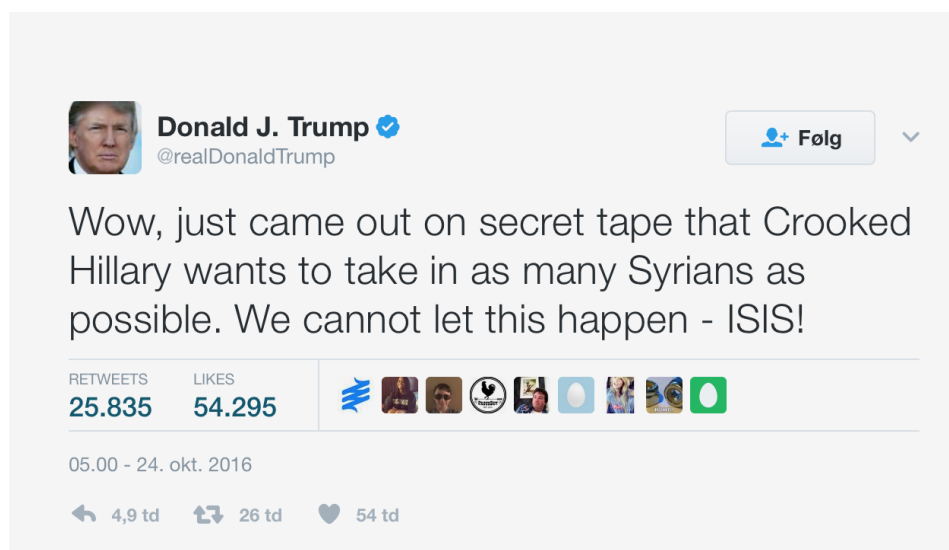 Donald J. Trump
Følg
@realDonaldTrump
Wow, just came out on secret tape that Crooked
Hillary wants to take in as many Syrians as
possible. We cannot let this happen - ISIS!
RETWEETS LIKES
25.835 54.295
05.00 - 24. okt. 2016
4,9 td 26 td 54 td